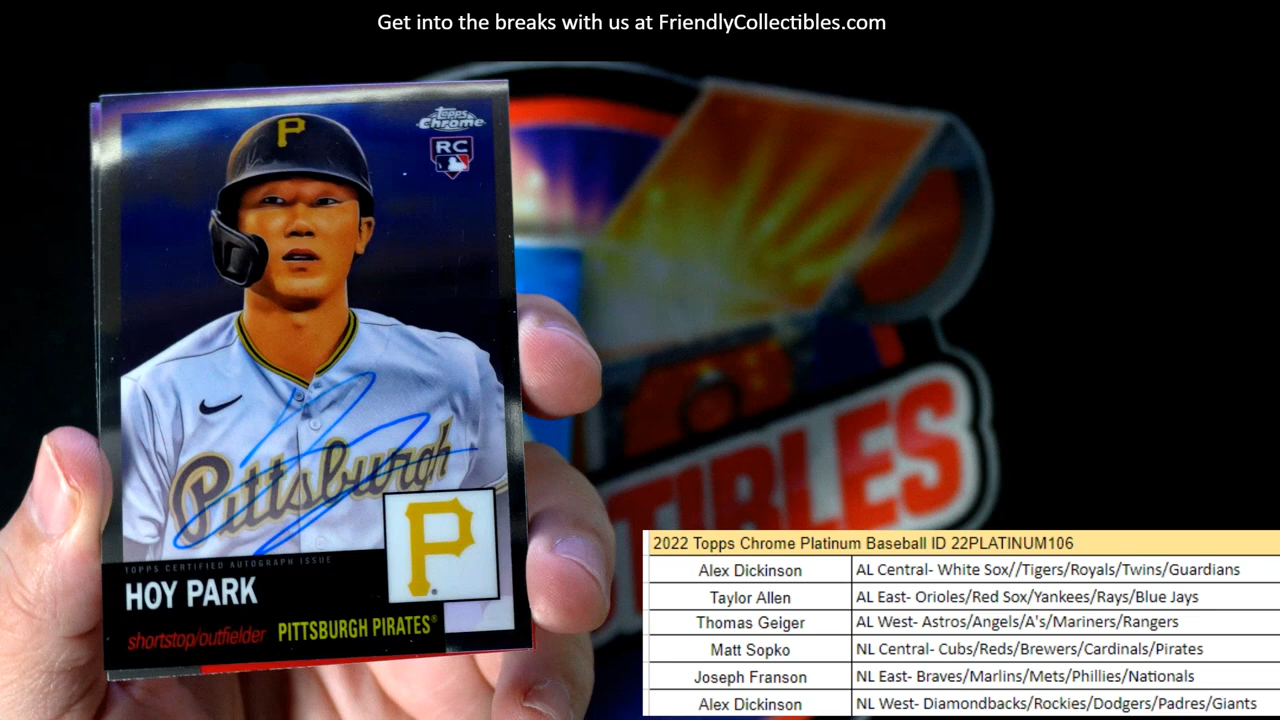 Get into the breaks with us at FriendlyCollectibles.com
P
Topps
Chrome
RC
Pittsburgh
P
TOPPS CERTIFIED AUTOGRAPH ISSUE
HOY PARK
shortstop/outfielder PITTSBURGH PIRATES®
TIBLES
2022 Topps Chrome Platinum Baseball ID 22PLATINUM106
Alex Dickinson AL Central- White Sox//Tigers/Royals/Twins/Guardians
Taylor Allen AL East- Orioles/Red Sox/Yankees/Rays/Blue Jays
Thomas Geiger AL West- Astros/Angels/A's/Mariners/Rangers
Matt Sopko NL Central- Cubs/Reds/Brewers/Cardinals/Pirates
Joseph Franson NL East- Braves/Marlins/Mets/Phillies/Nationals
Alex Dickinson NL West- Diamondbacks/Rockies/Dodgers/Padres/Giants